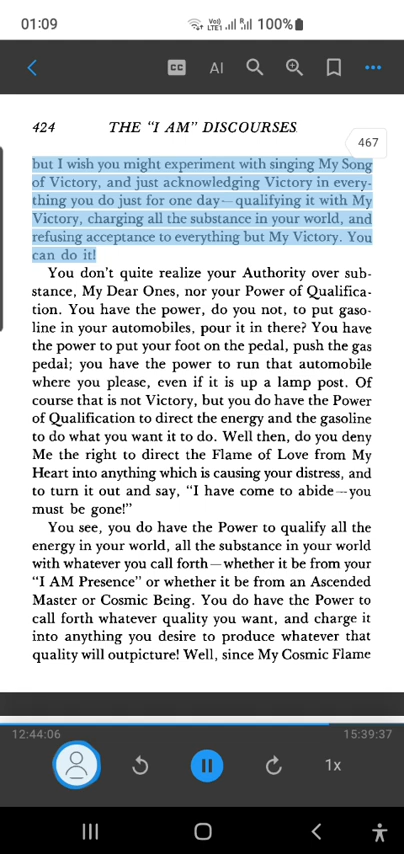 01:09 Vo)) LTE1 R 100%
CC AI
424 THE "I AM" DISCOURSES
467
but I wish you might experiment with singing My Song
of Victory, and just acknowledging Victory in every-
thing you do just for one day—qualifying it with My
Victory, charging all the substance in your world, and
refusing acceptance to everything but My Victory. You
can do it!
You don't quite realize your Authority over sub-
stance, My Dear Ones, nor your Power of Qualifica-
tion. You have the power, do you not, to put gaso-
line in your automobiles, pour it in there? You have
the power to put your foot on the pedal, push the gas
pedal; you have the power to run that automobile
where you please, even if it is up a lamp post. Of
course that is not Victory, but you do have the Power
of Qualification to direct the energy and the gasoline
to do what you want it to do. Well then, do you deny
Me the right to direct the Flame of Love from My
Heart into anything which is causing your distress, and
to turn it out and say, "I have come to abide—you
must be gone!"
You see, you do have the Power to qualify all the
energy in your world, all the substance in your world
with whatever you call forth—whether it be from your
"I AM Presence" or whether it be from an Ascended
Master or Cosmic Being. You do have the Power to
call forth whatever quality you want, and charge it
into anything you desire to produce whatever that
quality will outpicture! Well, since My Cosmic Flame
12:44:06 15:39:37
1x